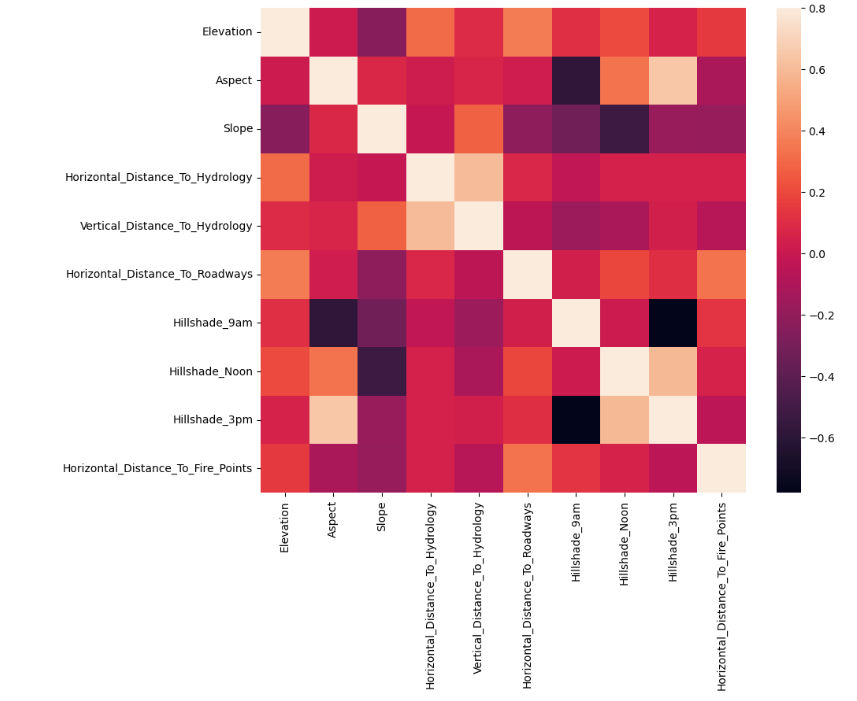 Elevation
Aspect
Slope
Horizontal_Distance_To_Hydrology
Vertical_Distance_To_Hydrology
Horizontal_Distance_To_Roadways
Hillshade_9am
Hillshade_Noon
Hillshade_3pm
Horizontal_Distance_To_Fire_Points
Elevation
Aspect
Slope
Horizontal_Distance_To_Hydrology
Vertical_Distance_To_Hydrology
Horizontal_Distance_To_Roadways
Hillshade_9am
Hillshade_Noon
Hillshade_3pm
Horizontal_Distance_To_Fire_Points
0.8
0.6
0.4
0.2
0.0
−0.2
−0.4
−0.6